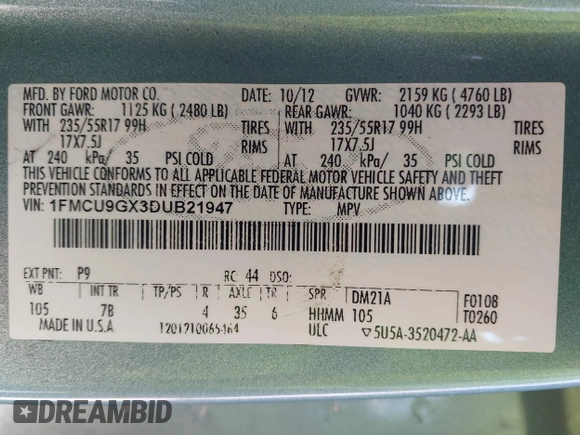 MFD. BY FORD MOTOR CO. DATE: 10/12 GVWR: 2159 KG ( 4760 LB)
FRONT GAWR: 1125 KG ( 2480 LB) REAR GAWR: 1040 KG ( 2293 LB)
WITH 235/55R17 99H TIRES WITH 235/55R17 99H TIRES
17X7.5J RIMS 17X7.5J RIMS
AT 240 kPa/ 35 PSI COLD AT 240 kPa/ 35 PSI COLD
THIS VEHICLE CONFORMS TO ALL APPLICABLE FEDERAL MOTOR VEHICLE SAFETY AND THEFT
PREVENTION STANDARDS IN EFFECT ON THE DATE OF MANUFACTURE SHOWN ABOVE.
VIN: 1FMCU9GX3DUB21947 TYPE: MPV
EXT PNT: P9 RC: 44 DSO:
WB INT TR TP/PS R AXLE TR SPR DM21A F0108
105 7B 4 35 6 HHMM 105 T0260
MADE IN U.S.A. 1201210065464 ULC ▽5U5A-3520472-AA
DREAMBID